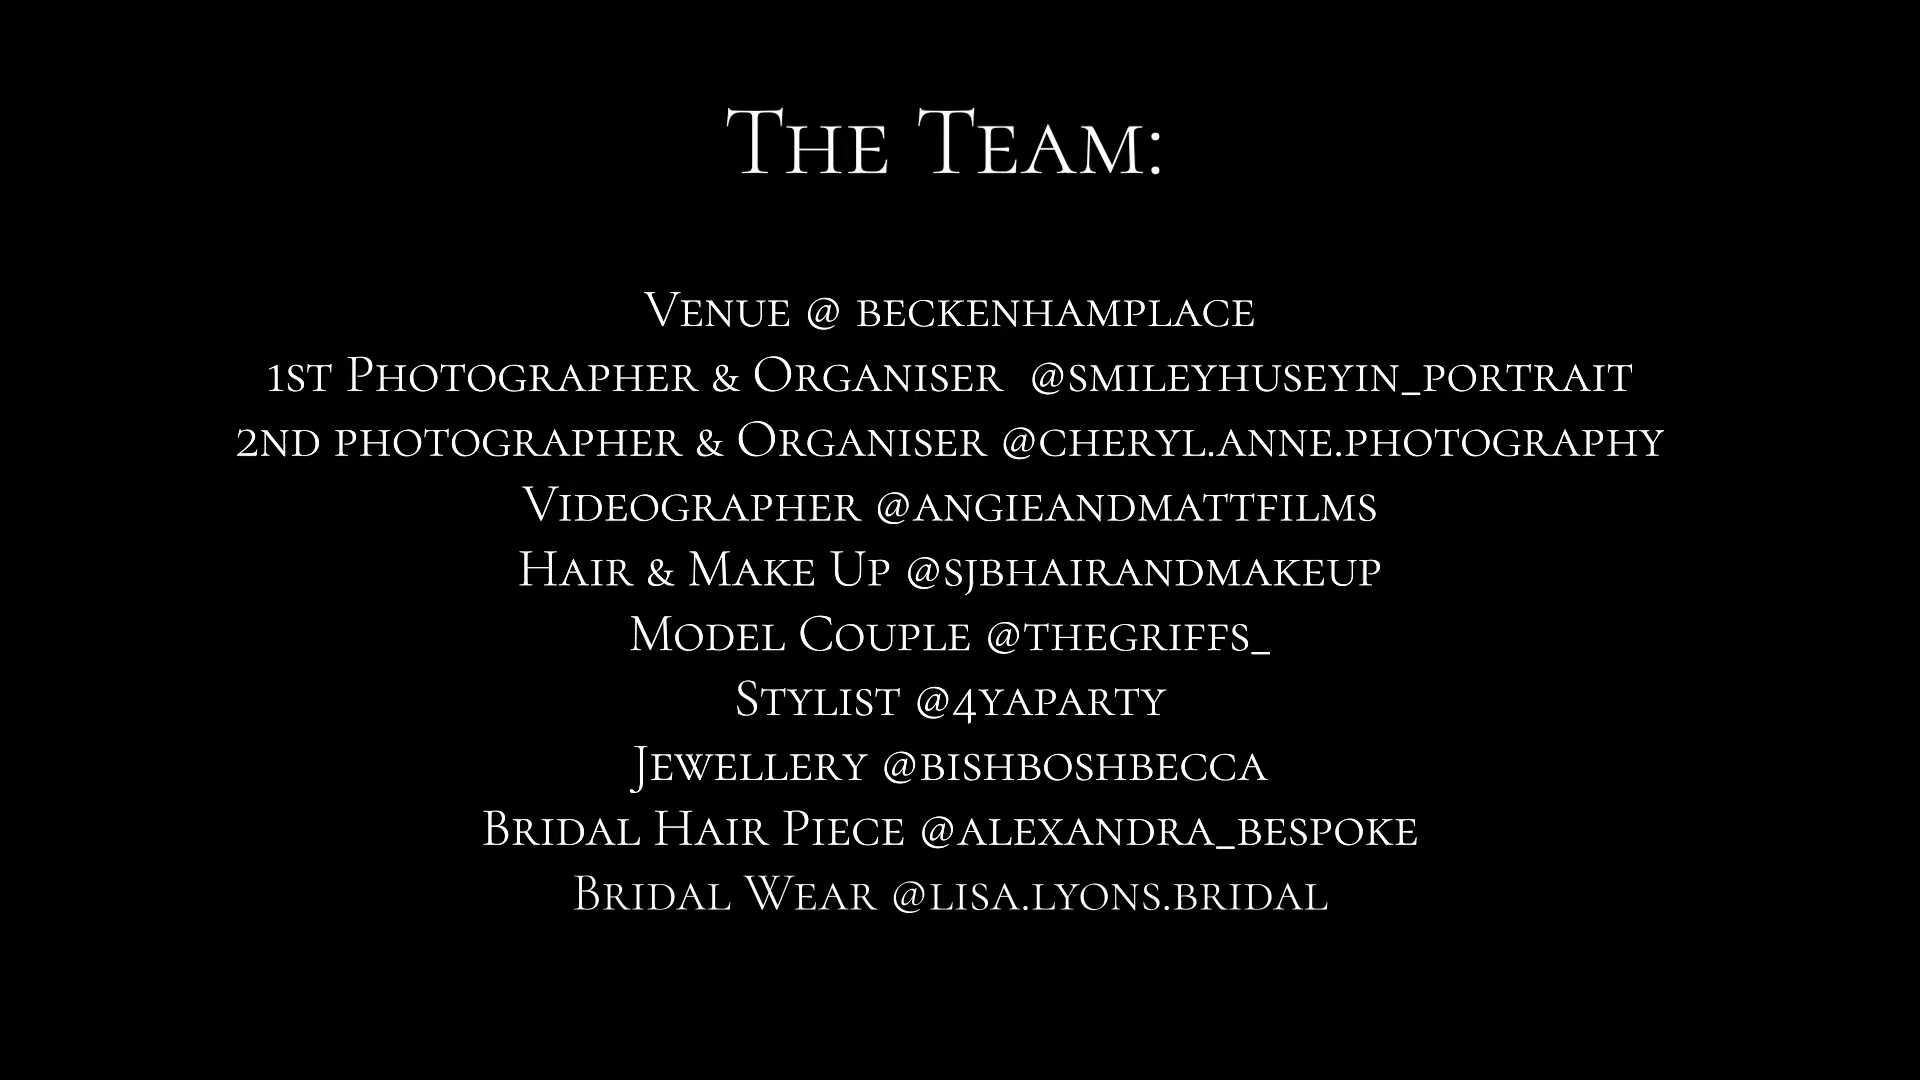 The Team:
Venue @ beckenhamplace
1st Photographer & Organiser @smileyhuseyin_portrait
2nd photographer & Organiser @cheryl.anne.photography
Videographer @angieandmattfilms
Hair & Make Up @sjbhairandmakeup
Model Couple @thegriffs_
Stylist @4yaparty
Jewellery @bishboshbecca
Bridal Hair Piece @alexandra_bespoke
Bridal Wear @lisa.lyons.bridal